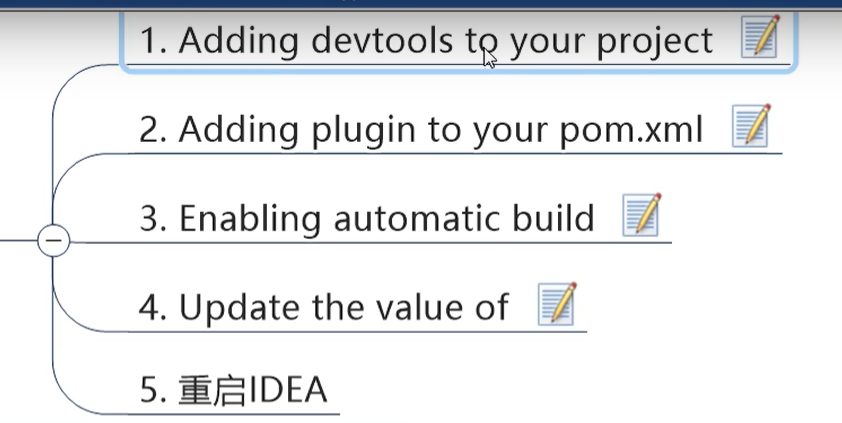 1. Adding devtools to your project
2. Adding plugin to your pom.xml
3. Enabling automatic build
4. Update the value of
5. 重启IDEA